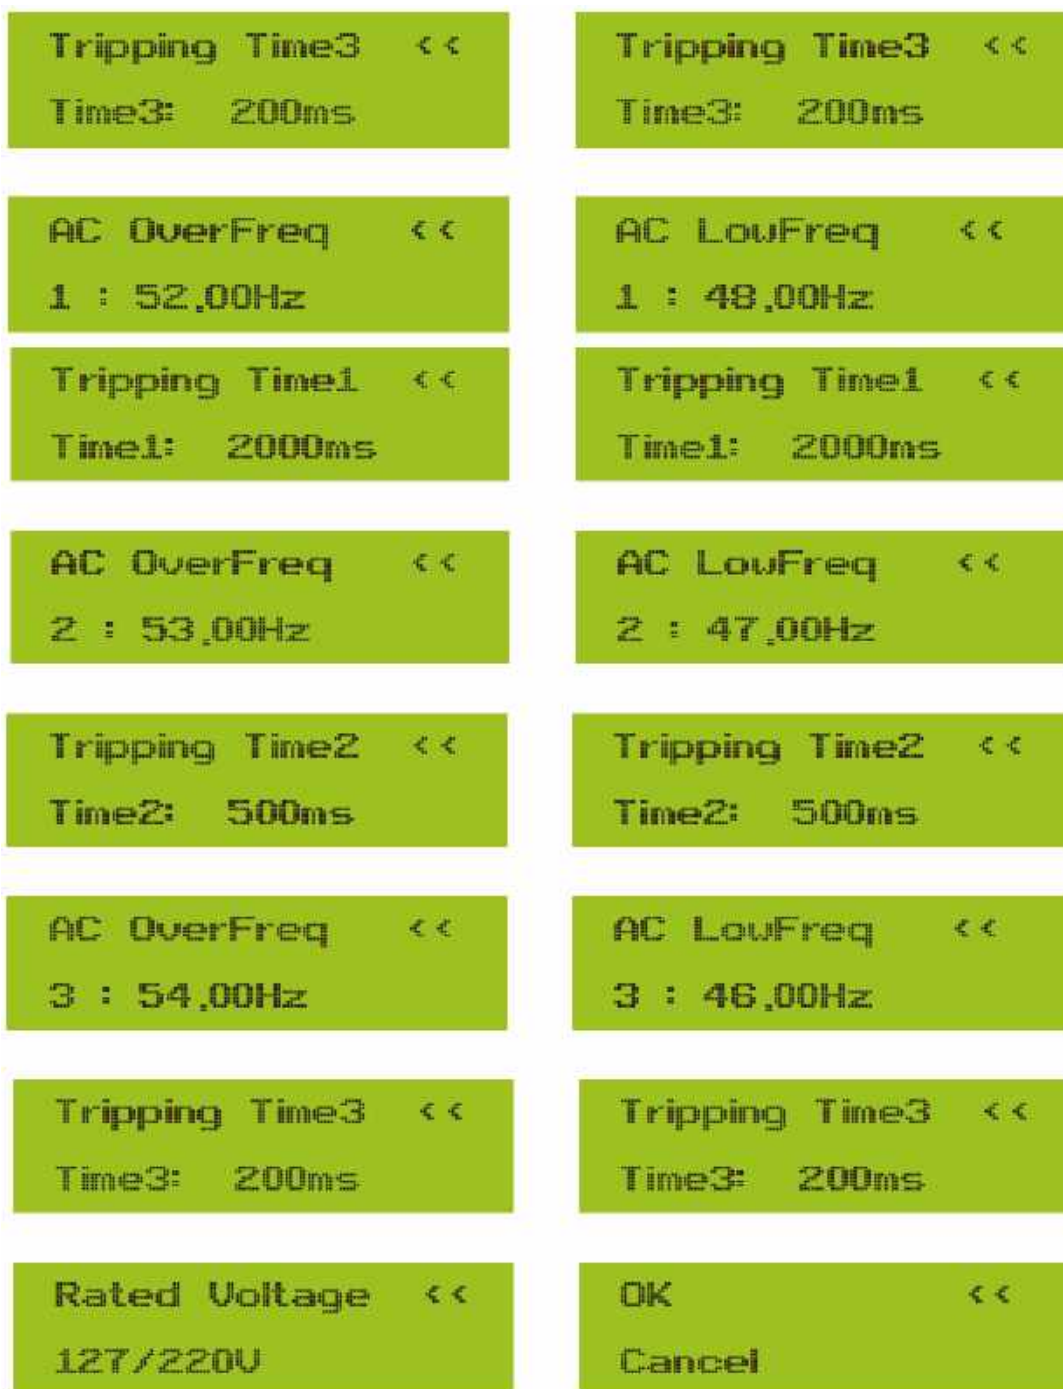 Tripping Time3 <<
Time3: 200ms
Tripping Time3 <<
Time3: 200ms
AC OverFreq <<
1 : 52.00Hz
AC LowFreq <<
1 : 48.00Hz
Tripping Time1 <<
Time1: 2000ms
Tripping Time1 <<
Time1: 2000ms
AC OverFreq <<
2 : 53.00Hz
AC LowFreq <<
2 : 47.00Hz
Tripping Time2 <<
Time2: 500ms
Tripping Time2 <<
Time2: 500ms
AC OverFreq <<
3 : 54.00Hz
AC LowFreq <<
3 : 46.00Hz
Tripping Time3 <<
Time3: 200ms
Tripping Time3 <<
Time3: 200ms
Rated Voltage <<
127/220V
OK <<
Cancel